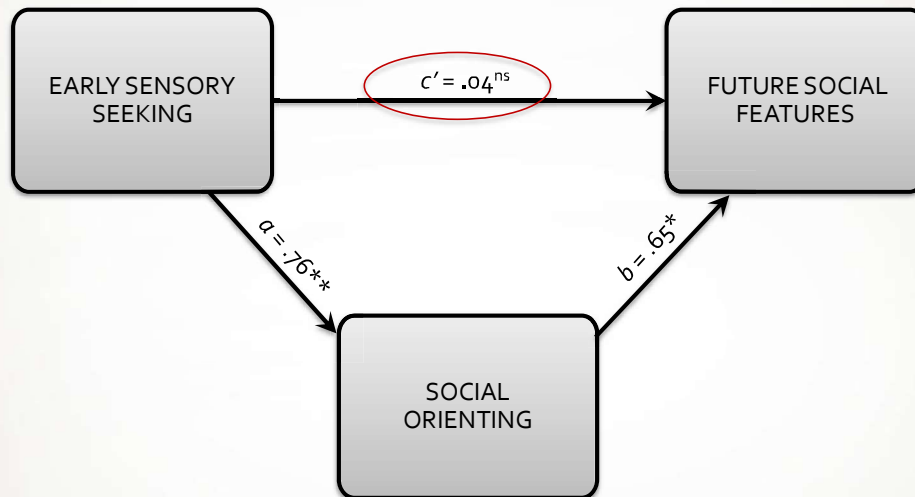 EARLY SENSORY
SEEKING
c′ = .04ns
FUTURE SOCIAL
FEATURES
a = .76**
b = .65*
SOCIAL
ORIENTING